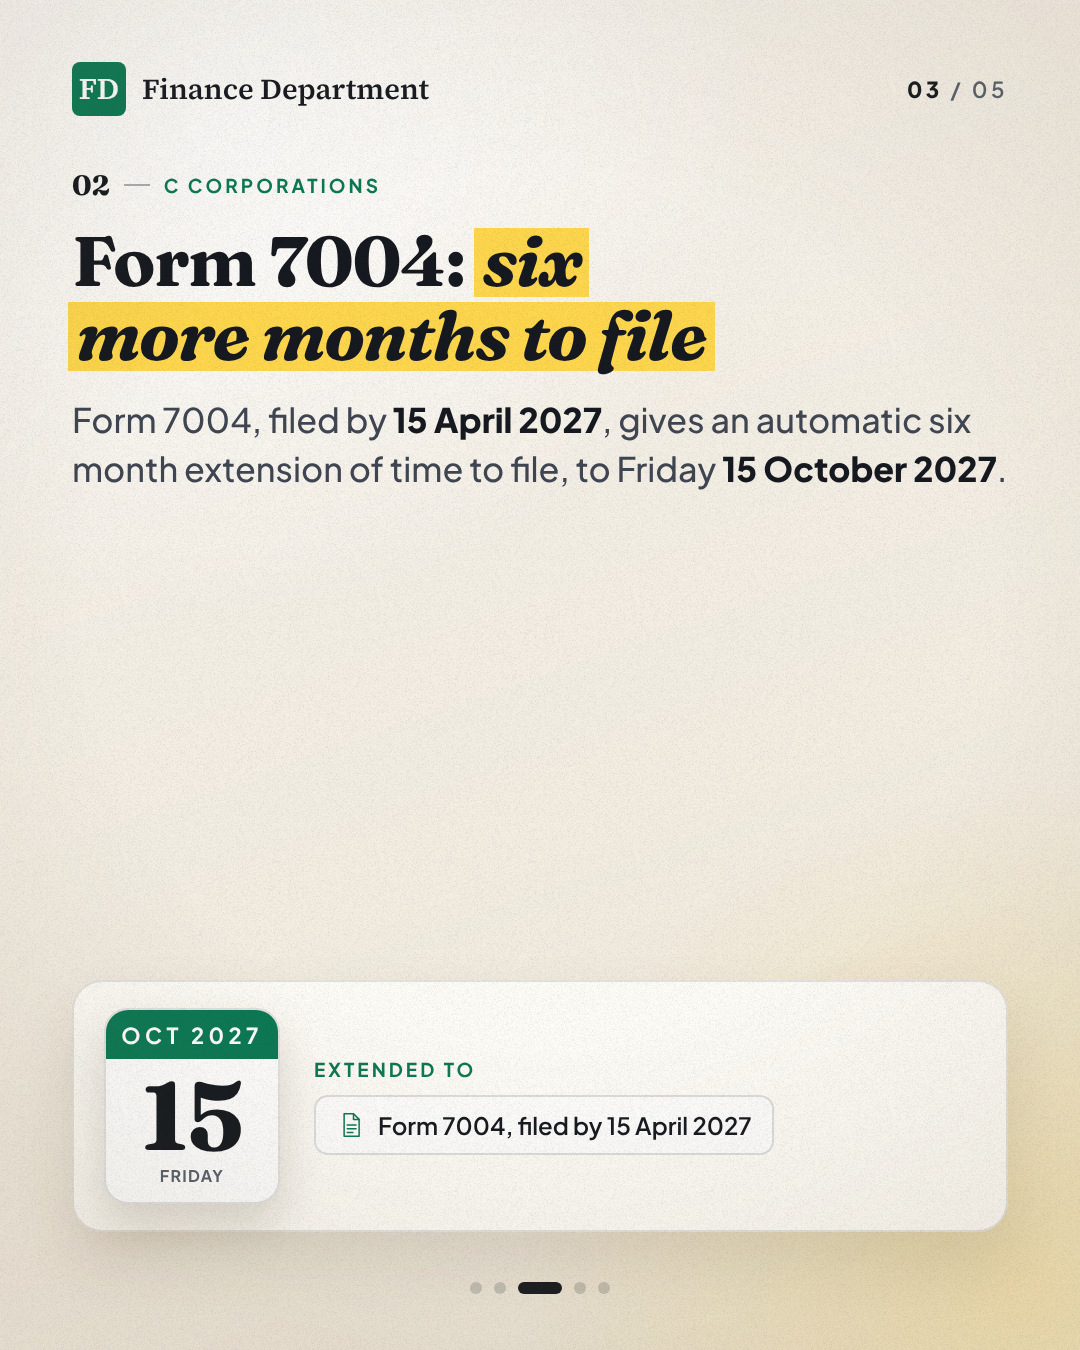 FD Finance Department
03 / 05
02 — C CORPORATIONS
Form 7004: six
more months to file
Form 7004, filed by 15 April 2027, gives an automatic six
month extension of time to file, to Friday 15 October 2027.
OCT 2027
15
FRIDAY
EXTENDED TO
Form 7004, filed by 15 April 2027